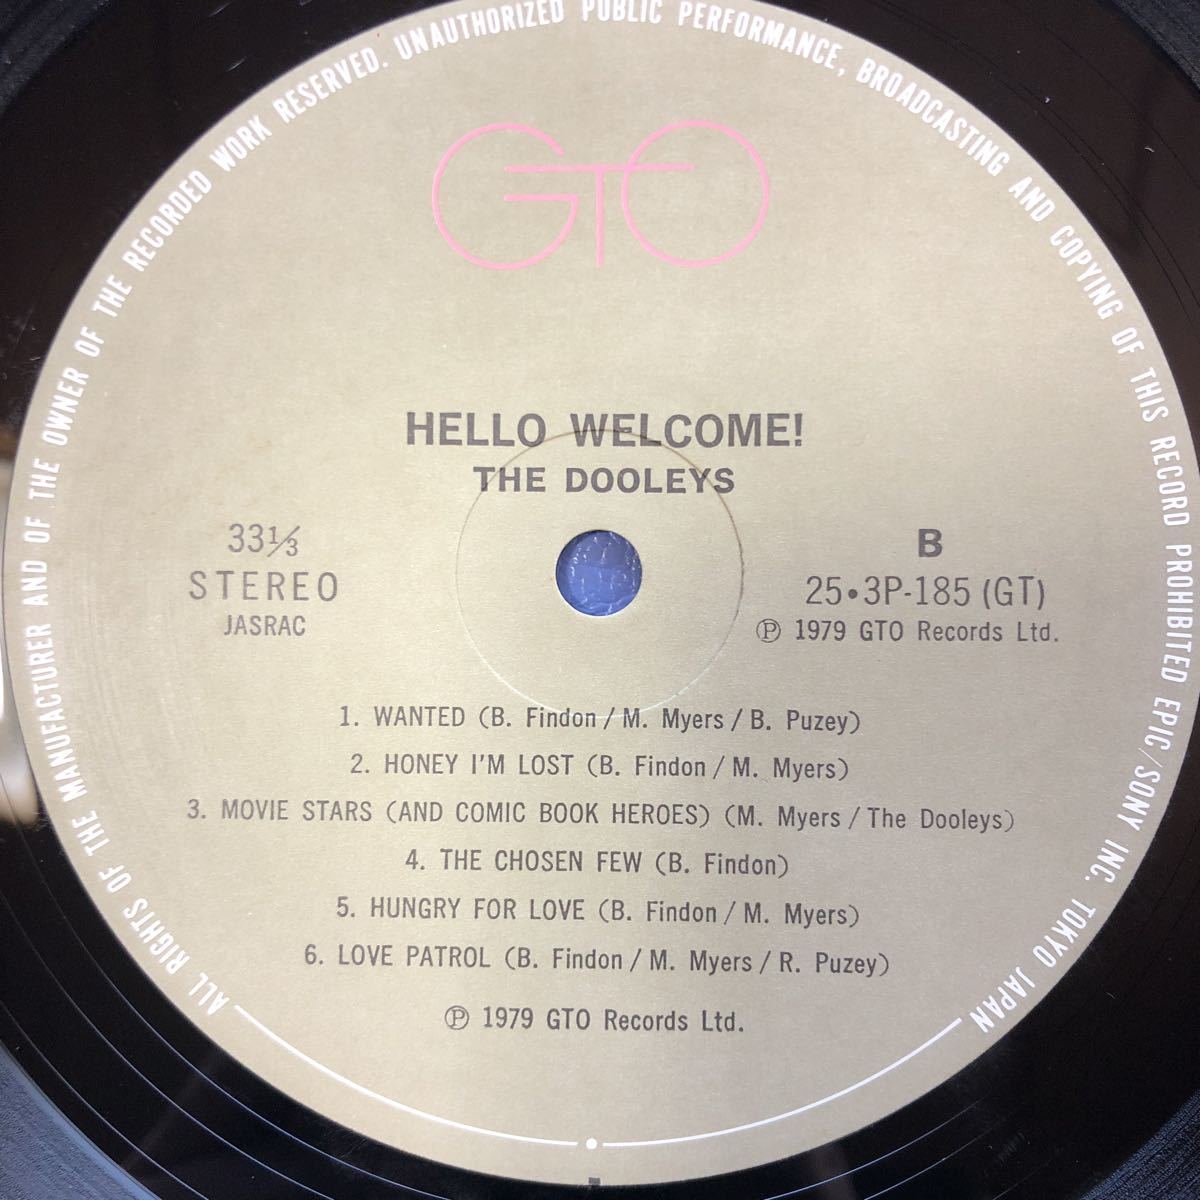 GTO
HELLO WELCOME!
THE DOOLEYS
33⅓
STEREO
JASRAC
B
25•3P-185 (GT)
Ⓟ 1979 GTO Records Ltd.
1. WANTED (B. Findon / M. Myers / B. Puzey)
2. HONEY I'M LOST (B. Findon / M. Myers)
3. MOVIE STARS (AND COMIC BOOK HEROES) (M. Myers / The Dooleys)
4. THE CHOSEN FEW (B. Findon)
5. HUNGRY FOR LOVE (B. Findon / M. Myers)
6. LOVE PATROL (B. Findon / M. Myers / R. Puzey)
Ⓟ 1979 GTO Records Ltd.
ALL RIGHTS OF THE MANUFACTURER AND OF THE OWNER OF THE RECORDED WORK RESERVED. UNAUTHORIZED PUBLIC PERFORMANCE, BROADCASTING AND COPYING OF THIS RECORD PROHIBITED EPIC/SONY INC. TOKYO JAPAN